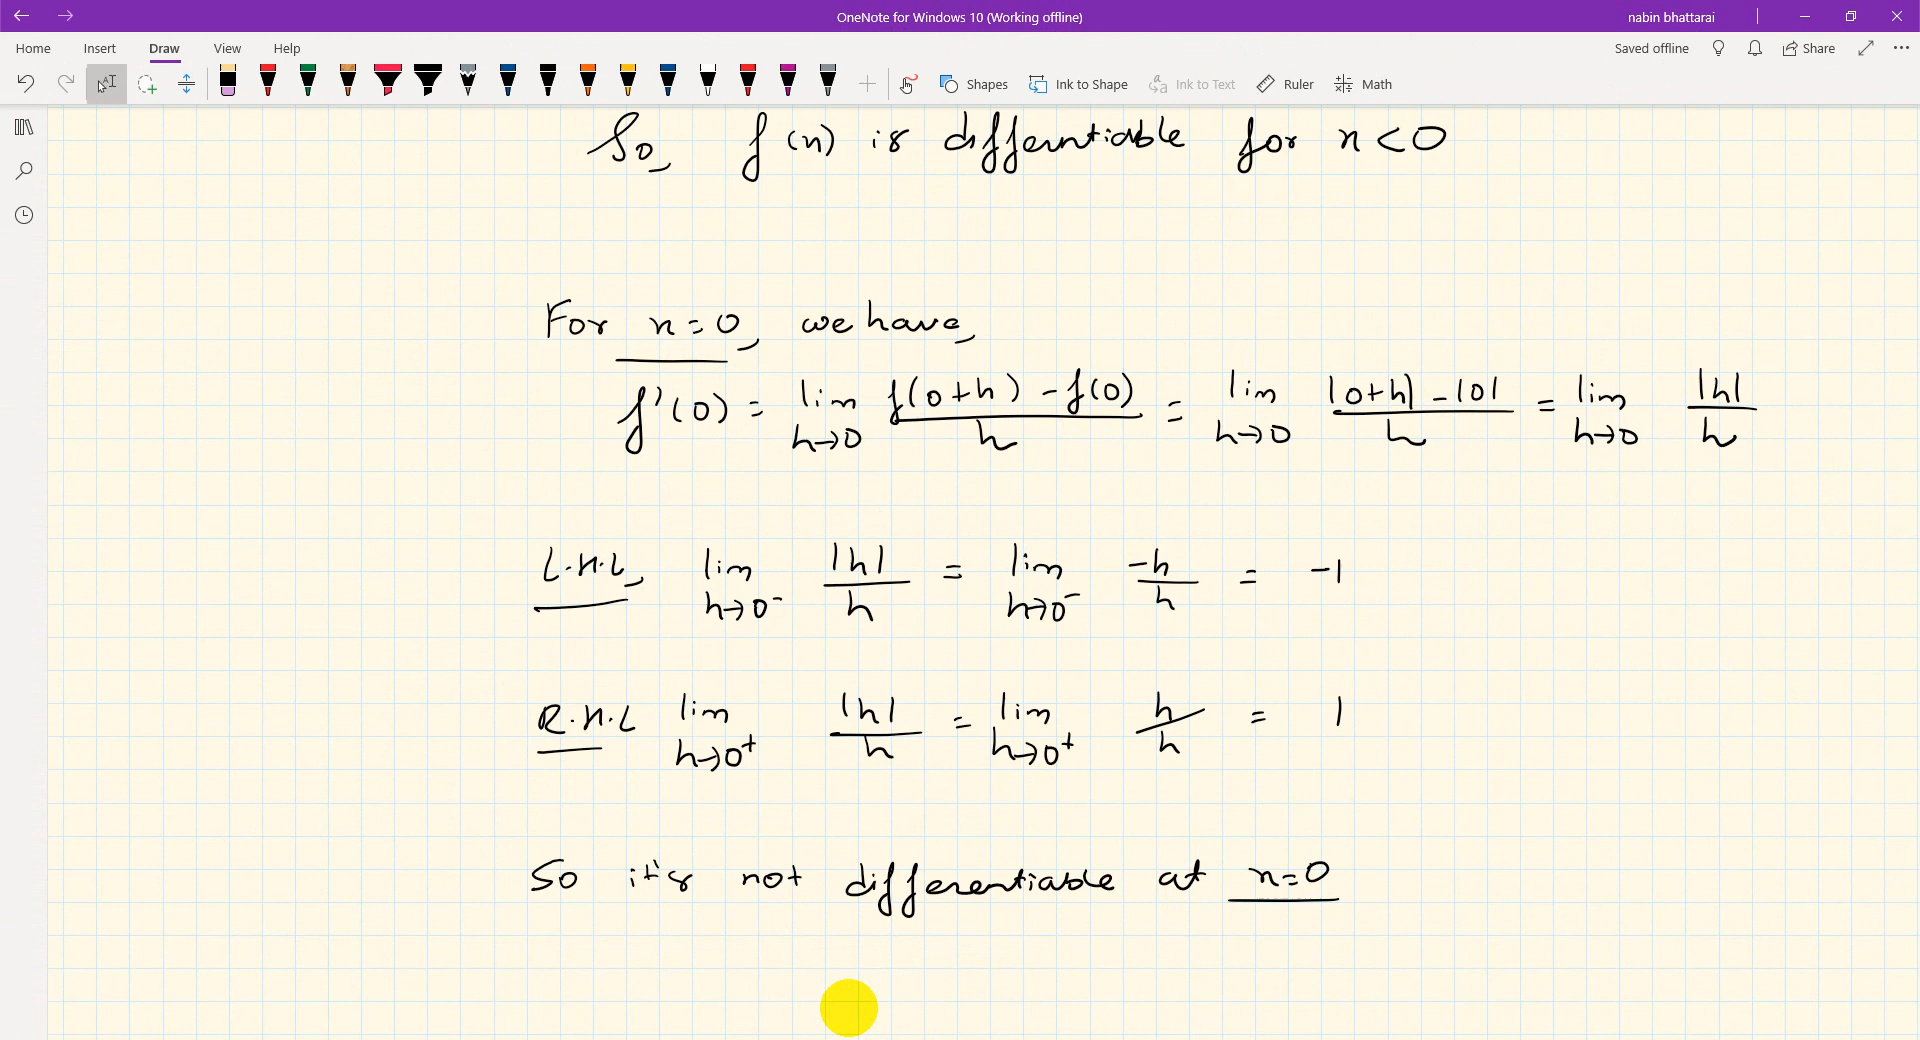 OneNote for Windows 10 (Working offline)
nabin bhattarai
Home Insert Draw View Help
Saved offline Share
Shapes Ink to Shape Ink to Text Ruler Math
So, f(x) is differntiable for x < 0
For x = 0, we have,
f'(0) = lim h→0 f(0+h) - f(0) / h = lim h→0 |0+h| - |0| / h = lim h→0 |h| / h
L.H.L, lim h→0⁻ |h| / h = lim h→0⁻ -h / h = -1
R.H.L lim h→0⁺ |h| / h = lim h→0⁺ h / h = 1
So it's not differentiable at x=0